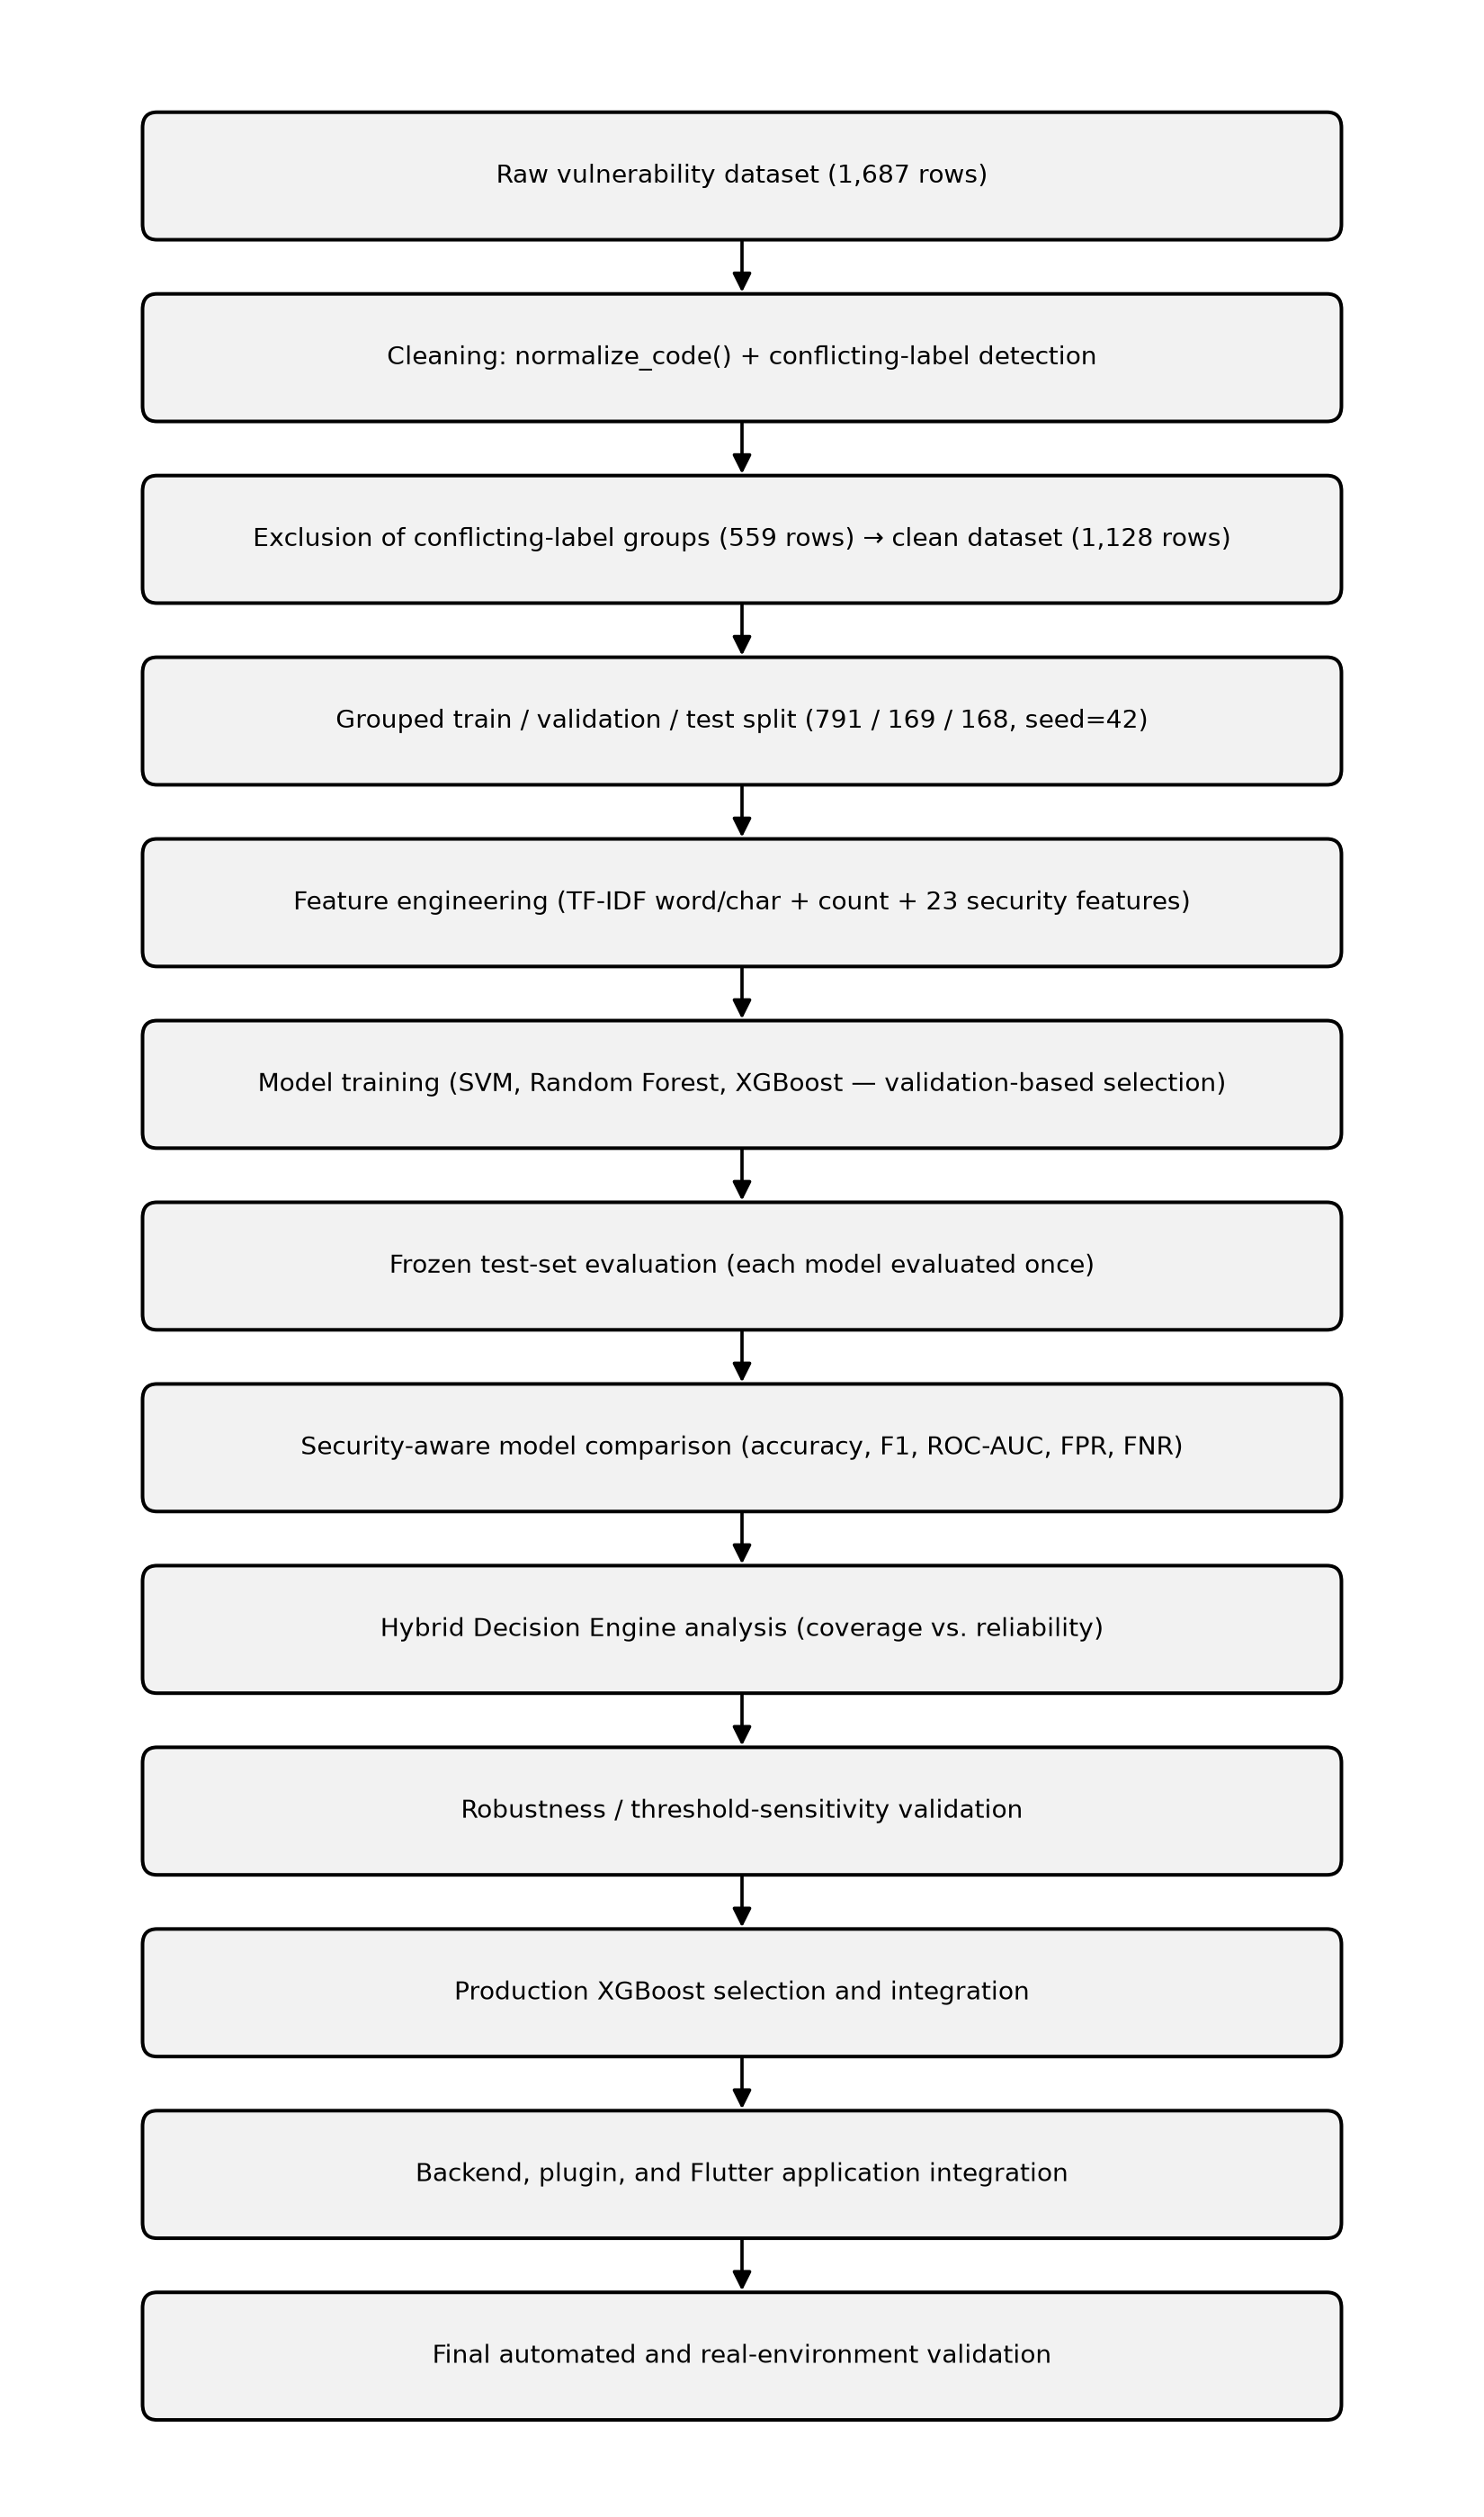 Raw vulnerability dataset (1,687 rows)
Cleaning: normalize_code() + conflicting-label detection
Exclusion of conflicting-label groups (559 rows) → clean dataset (1,128 rows)
Grouped train / validation / test split (791 / 169 / 168, seed=42)
Feature engineering (TF-IDF word/char + count + 23 security features)
Model training (SVM, Random Forest, XGBoost — validation-based selection)
Frozen test-set evaluation (each model evaluated once)
Security-aware model comparison (accuracy, F1, ROC-AUC, FPR, FNR)
Hybrid Decision Engine analysis (coverage vs. reliability)
Robustness / threshold-sensitivity validation
Production XGBoost selection and integration
Backend, plugin, and Flutter application integration
Final automated and real-environment validation